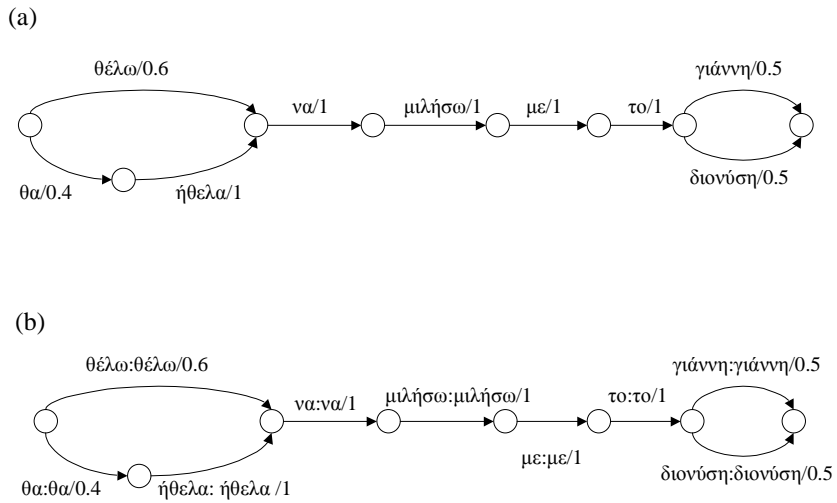 (a)
θέλω/0.6
γιάννη/0.5
να/1
μιλήσω/1
με/1
το/1
θα/0.4
ήθελα/1
διονύση/0.5
(b)
θέλω:θέλω/0.6
γιάννη:γιάννη/0.5
να:να/1
μιλήσω:μιλήσω/1
το:το/1
με:με/1
θα:θα/0.4
ήθελα: ήθελα /1
διονύση:διονύση/0.5